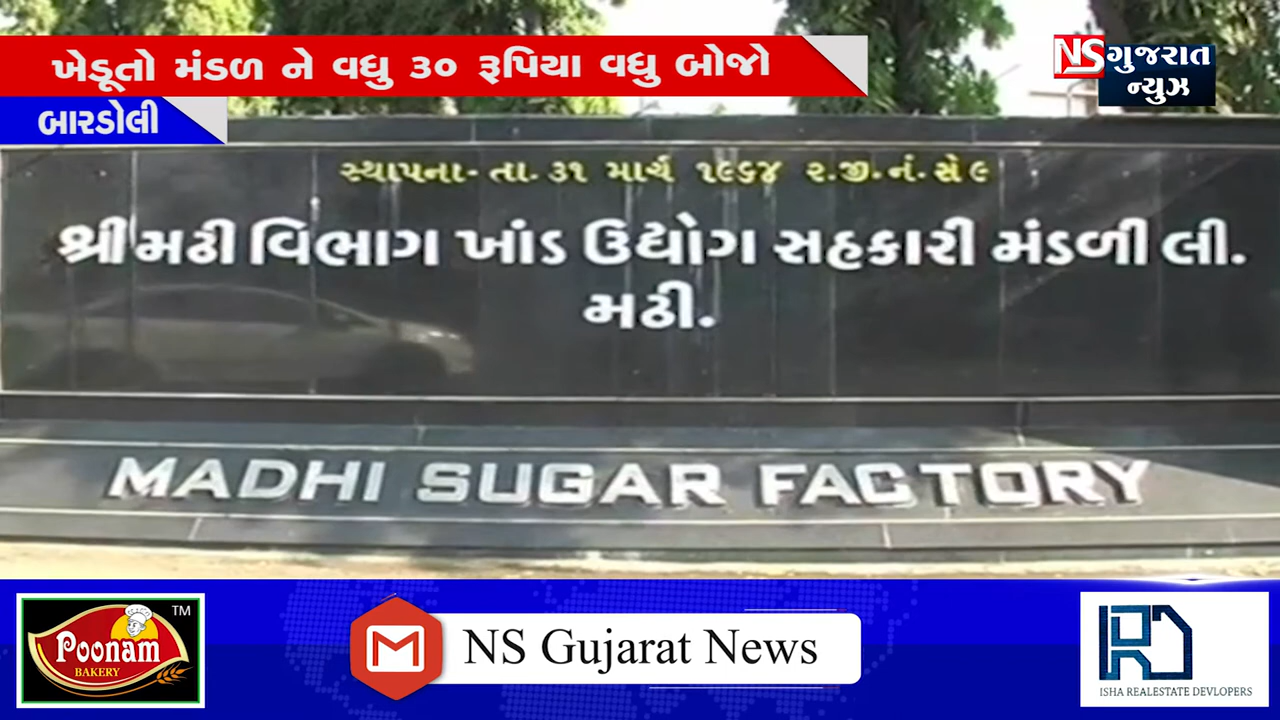 ખેડૂતો મંડળ ને વધુ ૩૦ રૂપિયા વધુ બોજો
NS ગુજરાત
ન્યુઝ
બારડોલી
સ્થાપના- તા. ૩૧ માર્ચ ૧૯૬૪ ૨.જી.નં. સે ૯
શ્રી મઢી વિભાગ ખાંડ ઉદ્યોગ સહકારી મંડળી લી.
મઢી.
MADHI SUGAR FACTORY
Poonam TM
BAKERY
NS Gujarat News
ISHA REALESTATE DEVLOPERS